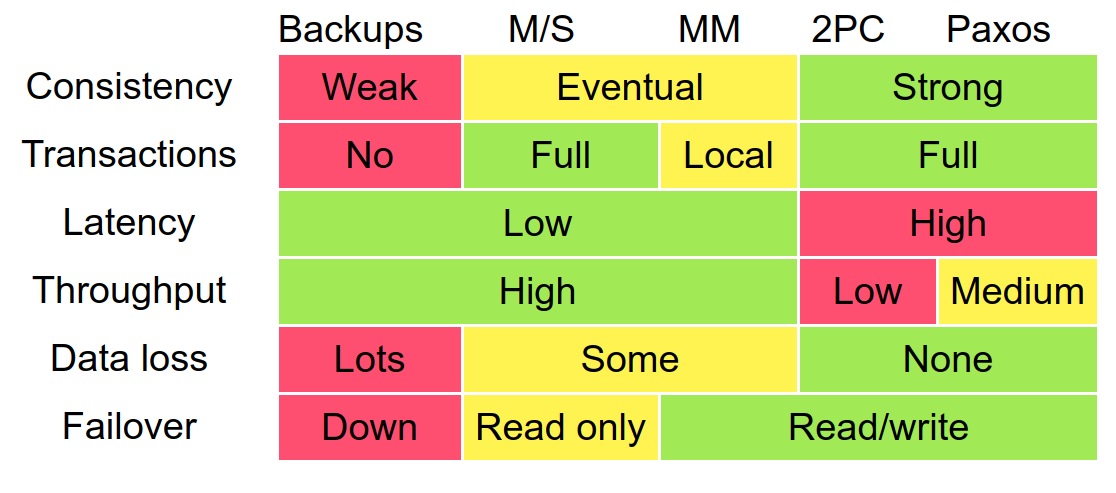 Backups M/S MM 2PC Paxos
Consistency Weak Eventual Strong
Transactions No Full Local Full
Latency Low High
Throughput High Low Medium
Data loss Lots Some None
Failover Down Read only Read/write